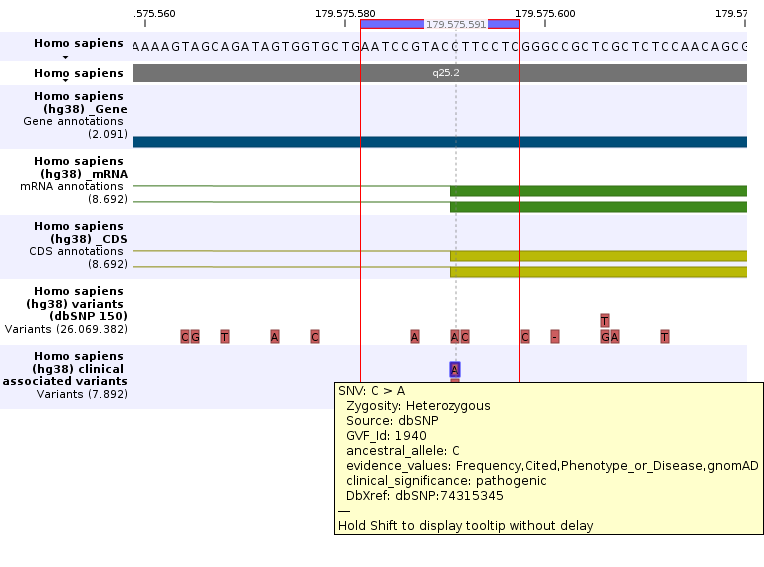 .575.560
179.575.580
179.575.591
179.575.600
179.57
Homo sapiens
AAAAGTAGCAGATAGTGGTGCTGAATCCGTACCTTCCTCGGGCCGCTCGCTCTCCAACAGCG
Homo sapiens
q25.2
Homo sapiens
(hg38) _Gene
Gene annotations
(2.091)
Homo sapiens
(hg38) _mRNA
mRNA annotations
(8.692)
Homo sapiens
(hg38) _CDS
CDS annotations
(8.692)
Homo sapiens
(hg38) variants
(dbSNP 150)
Variants (26.069.382)
T
C G T A C A A C C - G A T
Homo sapiens
(hg38) clinical
associated variants
Variants (7.892)
A
SNV: C > A
Zygosity: Heterozygous
Source: dbSNP
GVF_Id: 1940
ancestral_allele: C
evidence_values: Frequency,Cited,Phenotype_or_Disease,gnomAD
clinical_significance: pathogenic
DbXref: dbSNP:74315345
—
Hold Shift to display tooltip without delay